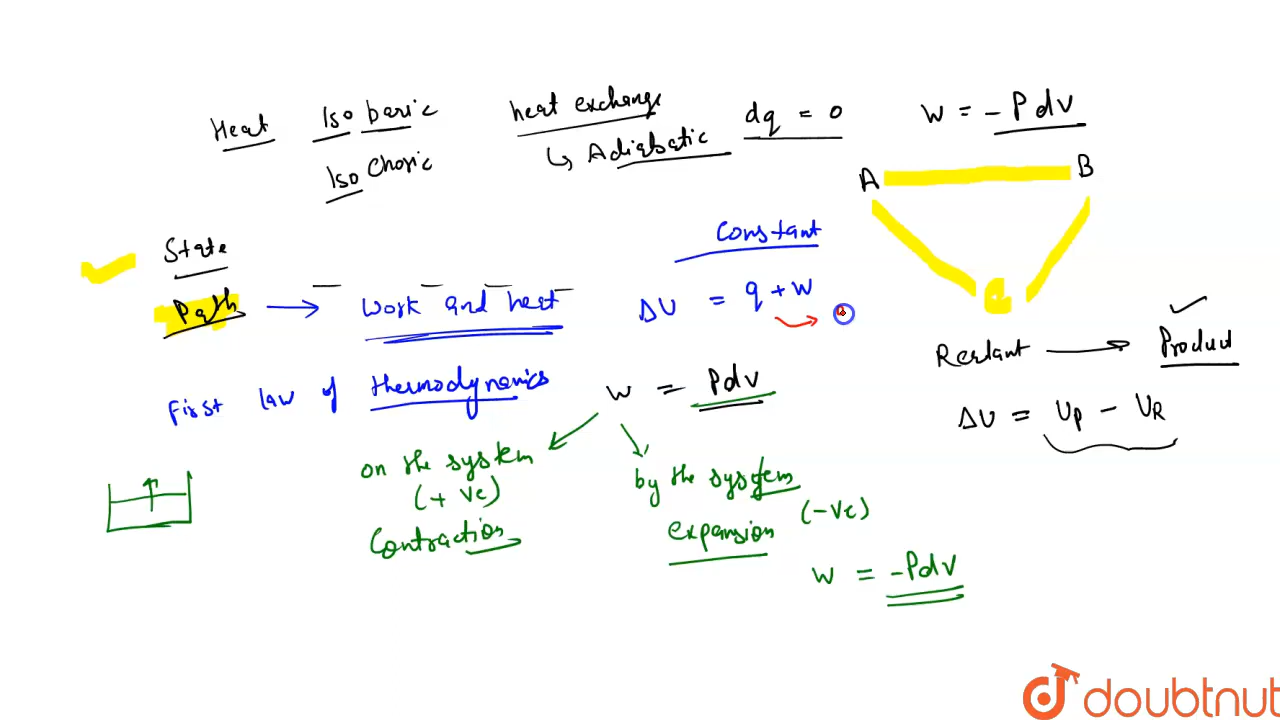 Heat
Iso baric
Iso Choric
heat exchange
↳ Adiabatic
dq = 0
W = - Pdv
A
B
C
State
Path → Work and heat
Constant
ΔU = q + w
Reactant → Product
ΔU = UP - UR
First law of thermodynamics
W = Pdv
on the system
(+ ve)
Contraction
by the system
(-ve)
expansion
W = -Pdv
doubtnut